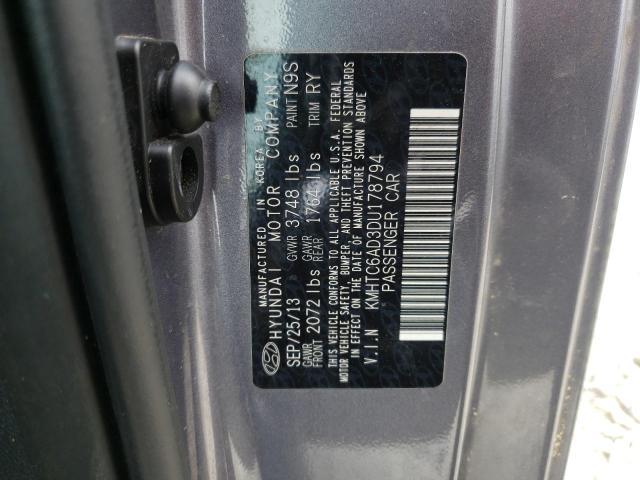 MANUFACTURED IN KOREA BY
HYUNDAI MOTOR COMPANY
SEP/25/13 GVWR 3748 lbs PAINT N9S
GAWR FRONT 2072 lbs GAWR REAR 1764 lbs TRIM RY
THIS VEHICLE CONFORMS TO ALL APPLICABLE U.S.A. FEDERAL
MOTOR VEHICLE SAFETY, BUMPER, AND THEFT PREVENTION STANDARDS
IN EFFECT ON THE DATE OF MANUFACTURE SHOWN ABOVE
V.I.N KMHTC6AD3DU178794
PASSENGER CAR